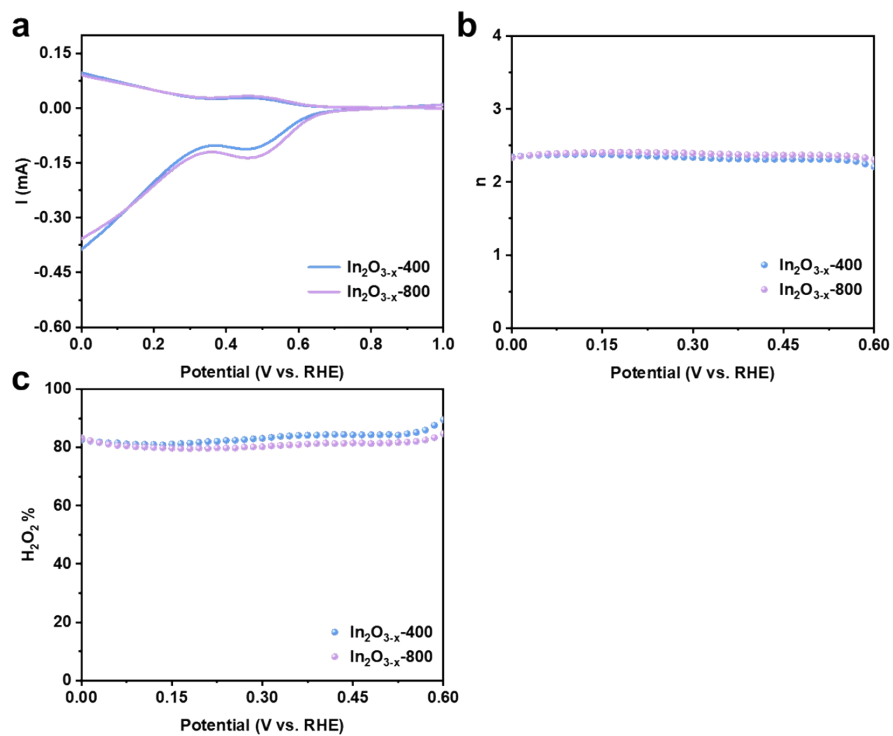 a
0.15
0.00
-0.15
-0.30
-0.45
-0.60
I (mA)
In₂O₃₋ₓ-400
In₂O₃₋ₓ-800
0.0 0.2 0.4 0.6 0.8 1.0
Potential (V vs. RHE)
b
4
3
2
1
0
n
In₂O₃₋ₓ-400
In₂O₃₋ₓ-800
0.00 0.15 0.30 0.45 0.60
Potential (V vs. RHE)
c
100
80
60
40
20
0
H₂O₂ %
In₂O₃₋ₓ-400
In₂O₃₋ₓ-800
0.00 0.15 0.30 0.45 0.60
Potential (V vs. RHE)